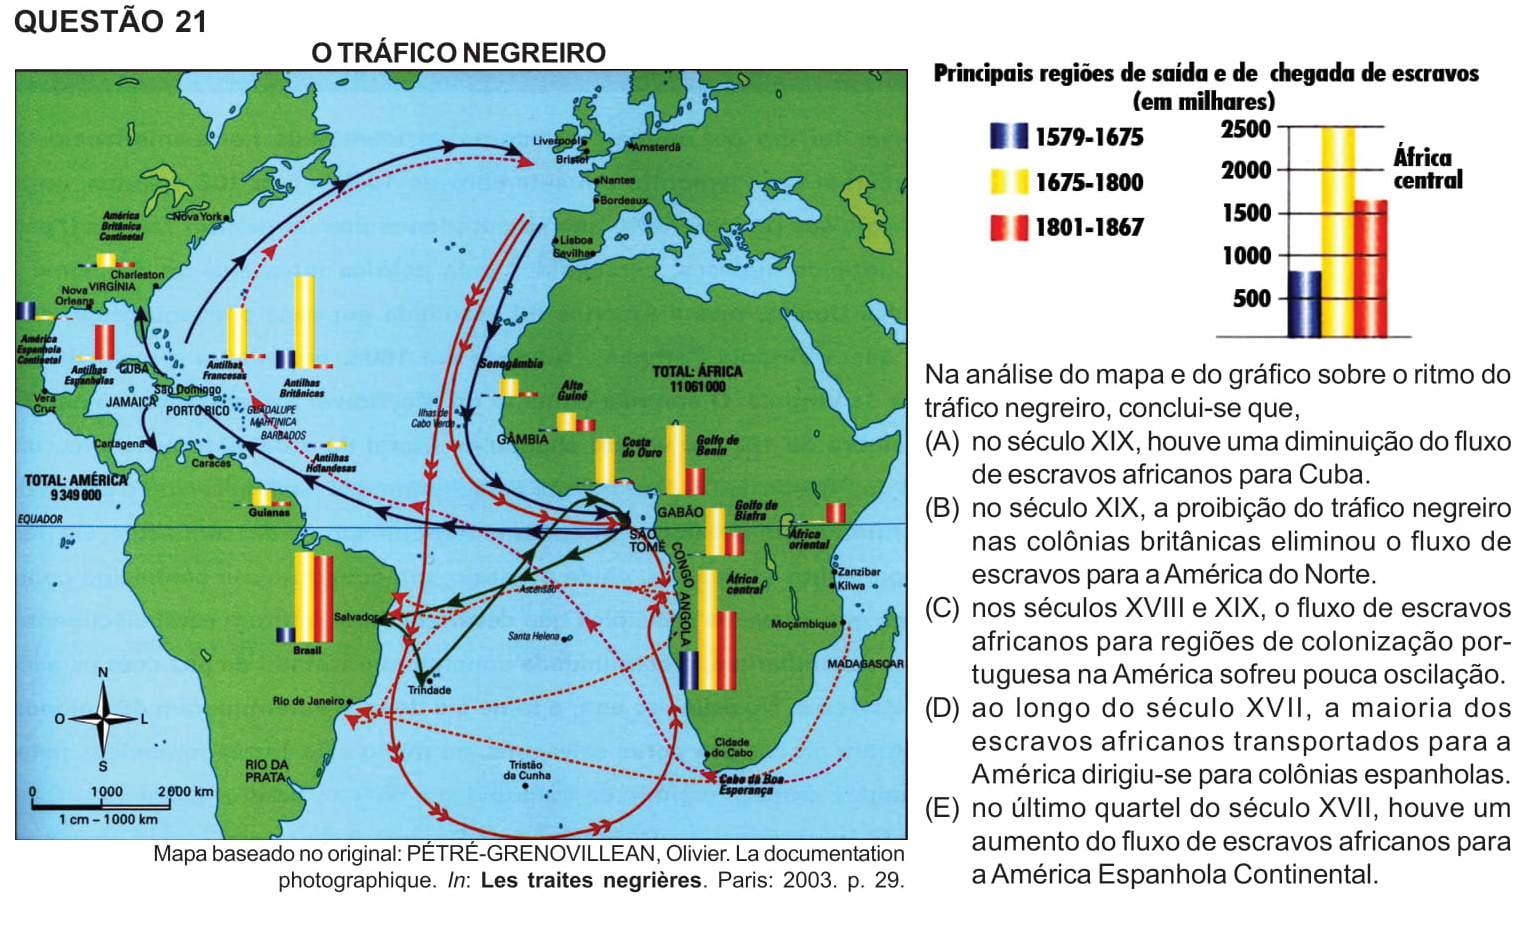 QUESTÃO 21
O TRÁFICO NEGREIRO
Liverpool
Bristol
Amsterdã
Nantes
Bordeaux
Lisboa
Sevilha
América
Britânica
Continental
Nova York
Charleston
Nova
Orleans
VIRGÍNIA
América
Espanhola
Continental
Antilhas
Espanholas
CUBA
Antilhas
Francesas
Antilhas
Britânicas
Vera
Cruz
JAMAICA
São Domingo
PORTO RICO
GUADALUPE
MARTINICA
BARBADOS
Cartagena
Caracas
Antilhas
Holandesas
Ilhas de
Cabo Verde
Senegâmbia
Alta
Guiné
GÂMBIA
TOTAL: ÁFRICA
11 061 000
Costa
do Ouro
Golfo de
Benin
TOTAL: AMÉRICA
9 349 000
EQUADOR
Guianas
GABÃO
Golfo de
Biafra
SÃO
TOMÉ
África
oriental
CONGO
ANGOLA
África
central
Zanzibar
Kilwa
Ascensão
Salvador
Brasil
Santa Helena
Moçambique
MADAGASCAR
Trindade
Rio de Janeiro
N
O
L
S
RIO DA
PRATA
Tristão
da Cunha
Cidade
do Cabo
Cabo da Boa
Esperança
0 1000 2000 km
1 cm – 1000 km
Mapa baseado no original: PÉTRÉ-GRENOVILLEAN, Olivier. La documentation
photographique. In: Les traites negrières. Paris: 2003. p. 29.
Principais regiões de saída e de chegada de escravos
(em milhares)
1579-1675
1675-1800
1801-1867
2500
2000
1500
1000
500
África
central
Na análise do mapa e do gráfico sobre o ritmo do
tráfico negreiro, conclui-se que,
(A) no século XIX, houve uma diminuição do fluxo
de escravos africanos para Cuba.
(B) no século XIX, a proibição do tráfico negreiro
nas colônias britânicas eliminou o fluxo de
escravos para a América do Norte.
(C) nos séculos XVIII e XIX, o fluxo de escravos
africanos para regiões de colonização por-
tuguesa na América sofreu pouca oscilação.
(D) ao longo do século XVII, a maioria dos
escravos africanos transportados para a
América dirigiu-se para colônias espanholas.
(E) no último quartel do século XVII, houve um
aumento do fluxo de escravos africanos para
a América Espanhola Continental.